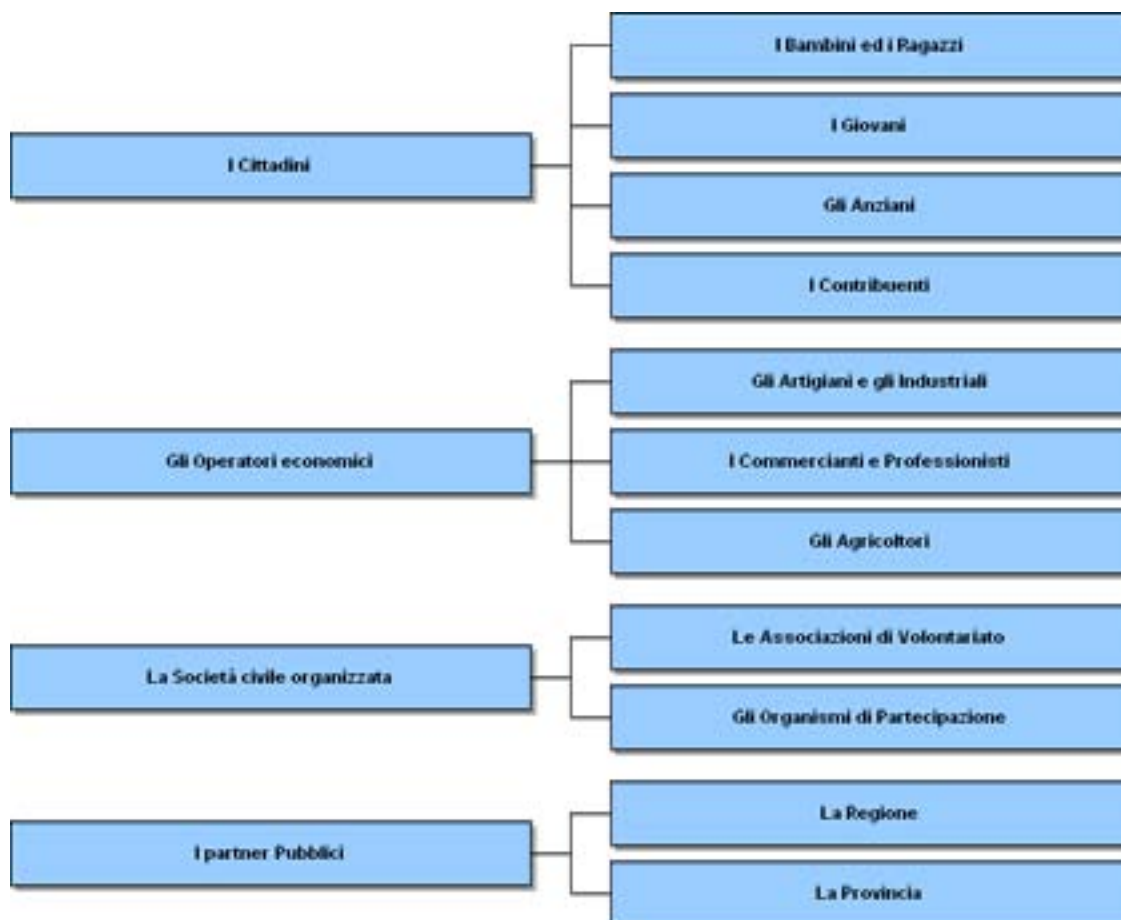 I Cittadini
I Bambini ed i Ragazzi
I Giovani
Gli Anziani
I Contribuenti
Gli Operatori economici
Gli Artigiani e gli Industriali
I Commercianti e Professionisti
Gli Agricoltori
La Società civile organizzata
Le Associazioni di Volontariato
Gli Organismi di Partecipazione
I partner Pubblici
La Regione
La Provincia